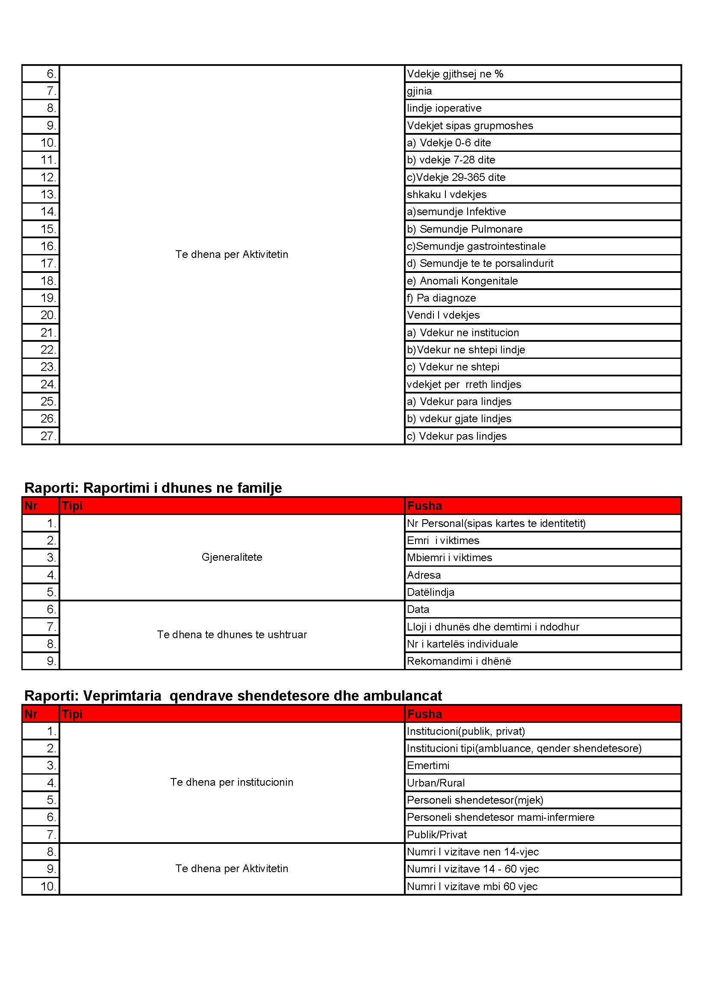 6. Vdekje gjithsej ne %
7. gjinia
8. lindje ioperative
9. Vdekjet sipas grupmoshes
10. a) Vdekje 0-6 dite
11. b) vdekje 7-28 dite
12. c)Vdekje 29-365 dite
13. shkaku I vdekjes
14. a)semundje Infektive
15. b) Semundje Pulmonare
16. c)Semundje gastrointestinale
Te dhena per Aktivitetin
17. d) Semundje te te porsalindurit
18. e) Anomali Kongenitale
19. f) Pa diagnoze
20. Vendi I vdekjes
21. a) Vdekur ne institucion
22. b)Vdekur ne shtepi lindje
23. c) Vdekur ne shtepi
24. vdekjet per  rreth lindjes
25. a) Vdekur para lindjes
26. b) vdekur gjate lindjes
27. c) Vdekur pas lindjes
Raporti: Raportimi i dhunes ne familje
Nr Tipi Fusha
1. Nr Personal(sipas kartes te identitetit)
2. Emri  i viktimes
3. Gjeneralitete Mbiemri i viktimes
4. Adresa
5. Datëlindja
6. Data
7. Lloji i dhunës dhe demtimi i ndodhur
Te dhena te dhunes te ushtruar
8. Nr i kartelës individuale
9. Rekomandimi i dhënë
Raporti: Veprimtaria  qendrave shendetesore dhe ambulancat
Nr Tipi Fusha
1. Institucioni(publik, privat)
2. Institucioni tipi(ambluance, qender shendetesore)
3. Emertimi
4. Te dhena per institucionin Urban/Rural
5. Personeli shendetesor(mjek)
6. Personeli shendetesor mami-infermiere
7. Publik/Privat
8. Numri I vizitave nen 14-vjec
9. Te dhena per Aktivitetin Numri I vizitave 14 - 60 vjec
10. Numri I vizitave mbi 60 vjec